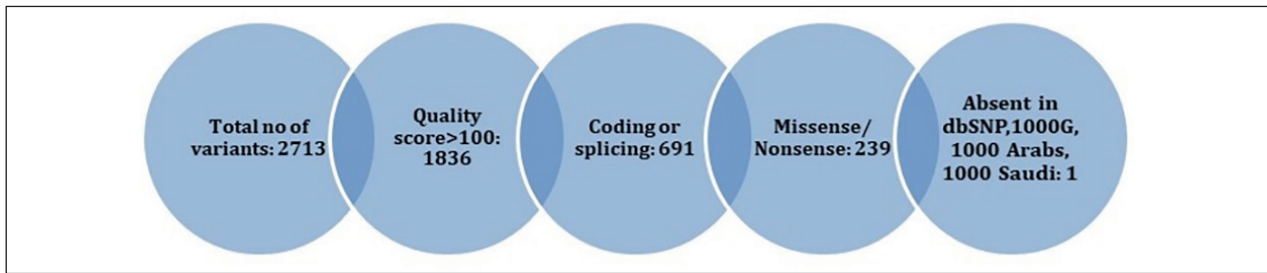 Total no of
variants: 2713
Quality
score>100:
1836
Coding or
splicing: 691
Missense/
Nonsense: 239
Absent in
dbSNP,1000G,
1000 Arabs,
1000 Saudi: 1